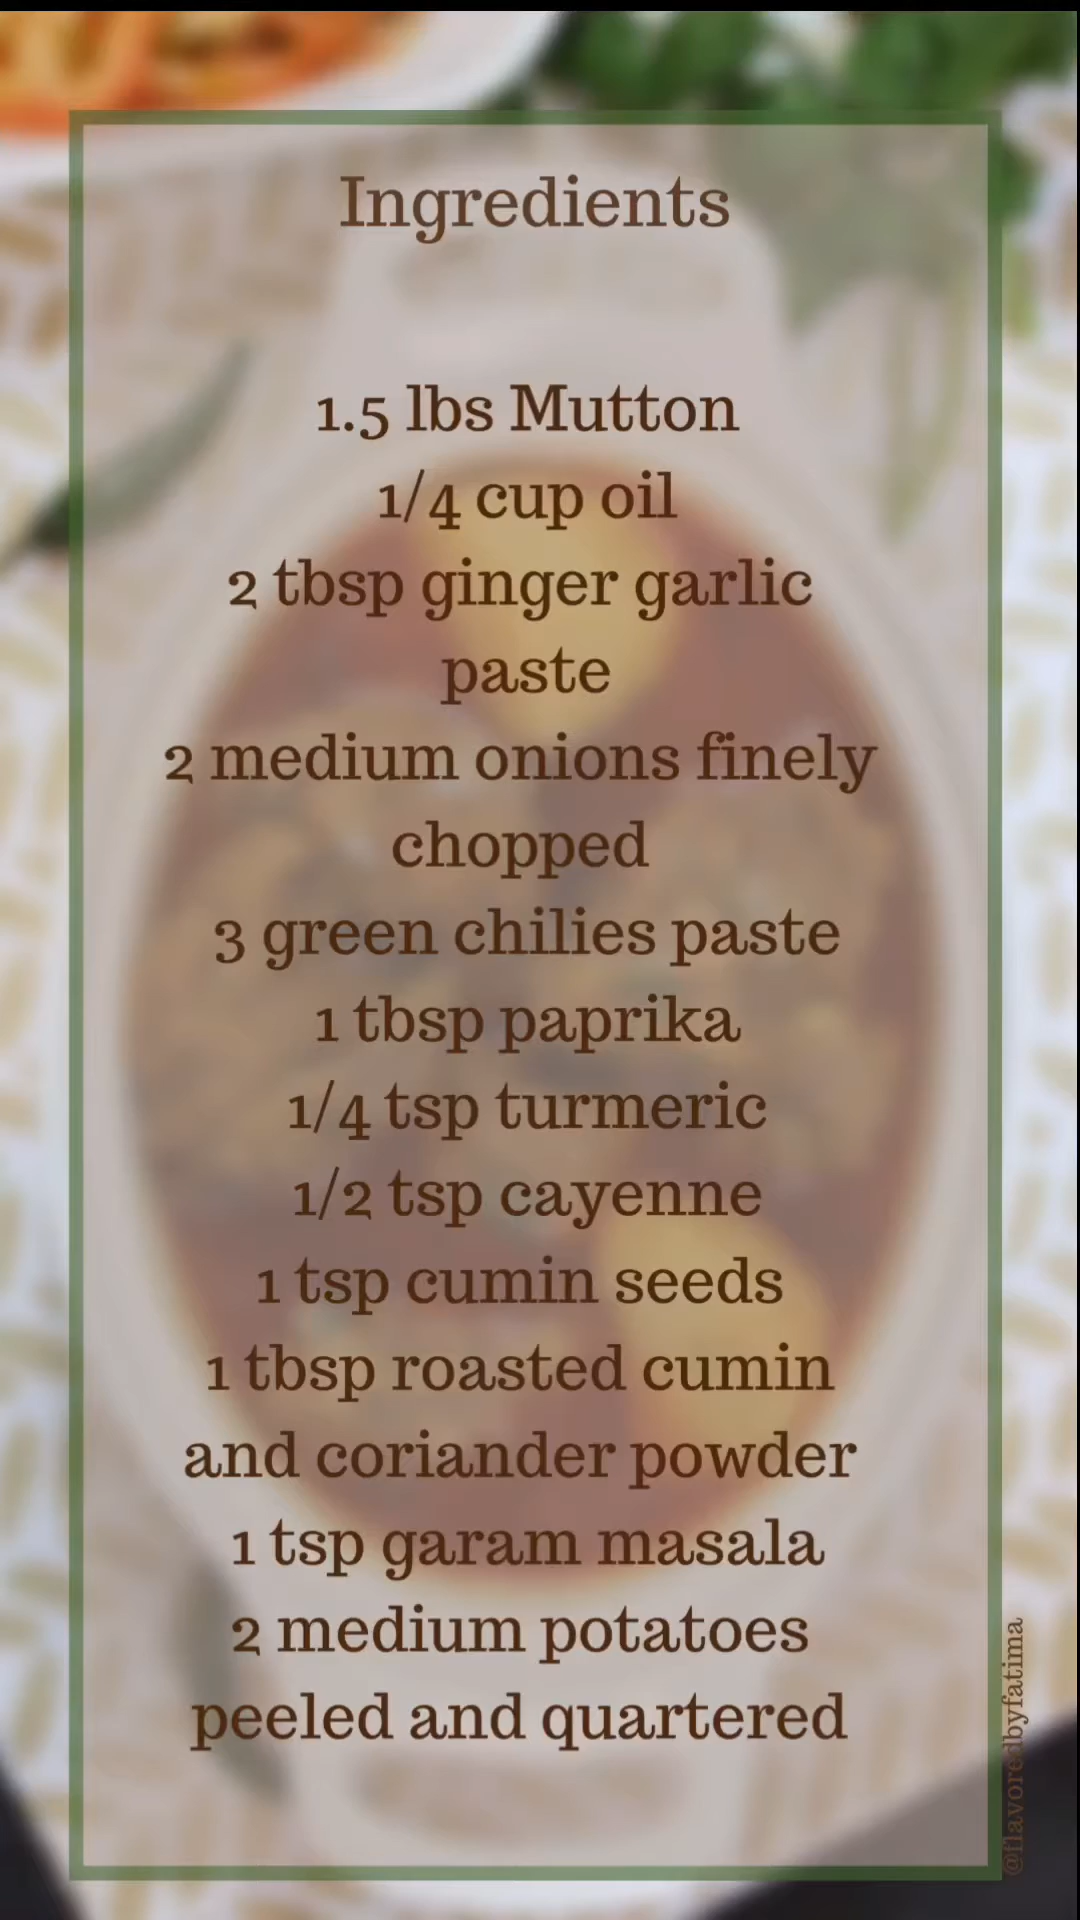 Ingredients
1.5 lbs Mutton
1/4 cup oil
2 tbsp ginger garlic
paste
2 medium onions finely
chopped
3 green chilies paste
1 tbsp paprika
1/4 tsp turmeric
1/2 tsp cayenne
1 tsp cumin seeds
1 tbsp roasted cumin
and coriander powder
1 tsp garam masala
2 medium potatoes
peeled and quartered
@flavoredbyfatima